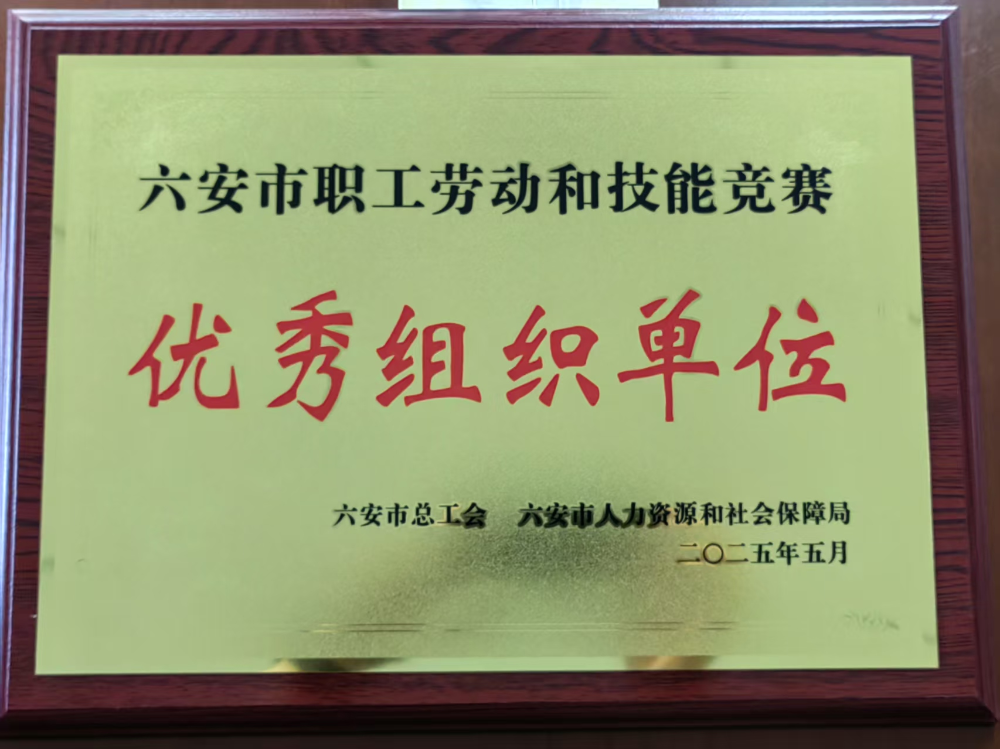 六安市职工劳动和技能竞赛
优秀组织单位
六安市总工会 六安市人力资源和社会保障局
二〇二五年五月